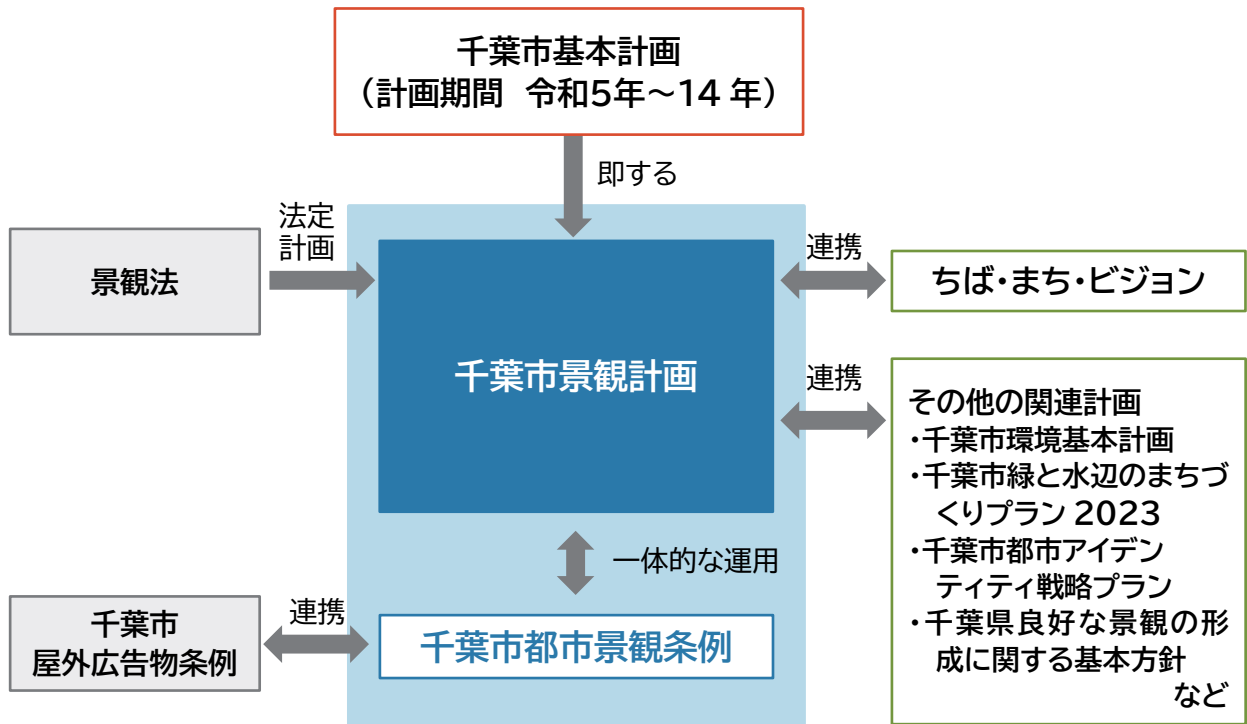 千葉市基本計画
（計画期間　令和5年～14 年）
即する
法定
計画
景観法
千葉市景観計画
連携
ちば・まち・ビジョン
連携
その他の関連計画
・千葉市環境基本計画
・千葉市緑と水辺のまちづ
くりプラン 2023
・千葉市都市アイデン
ティティ戦略プラン
・千葉県良好な景観の形
成に関する基本方針
など
一体的な運用
千葉市
屋外広告物条例
連携
千葉市都市景観条例